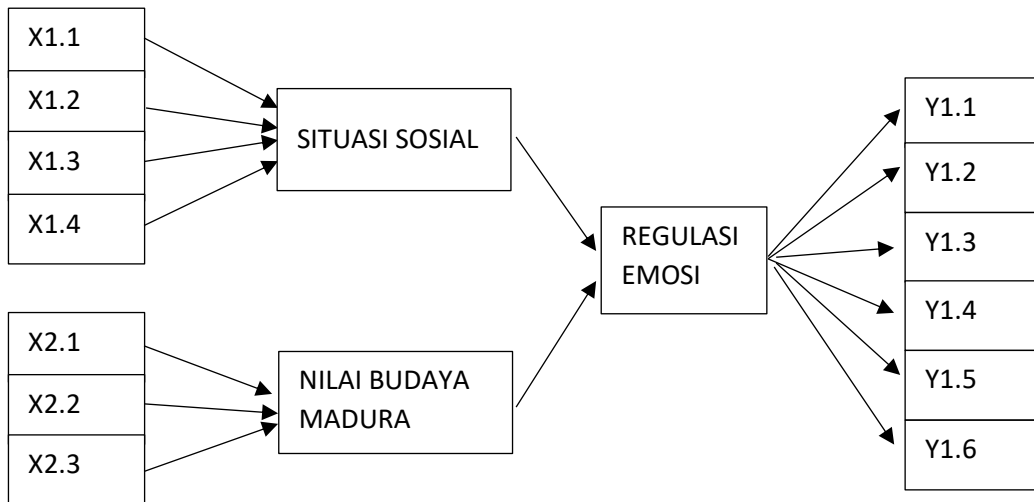 X1.1
X1.2
X1.3
X1.4
SITUASI SOSIAL
X2.1
X2.2
X2.3
NILAI BUDAYA
MADURA
REGULASI
EMOSI
Y1.1
Y1.2
Y1.3
Y1.4
Y1.5
Y1.6